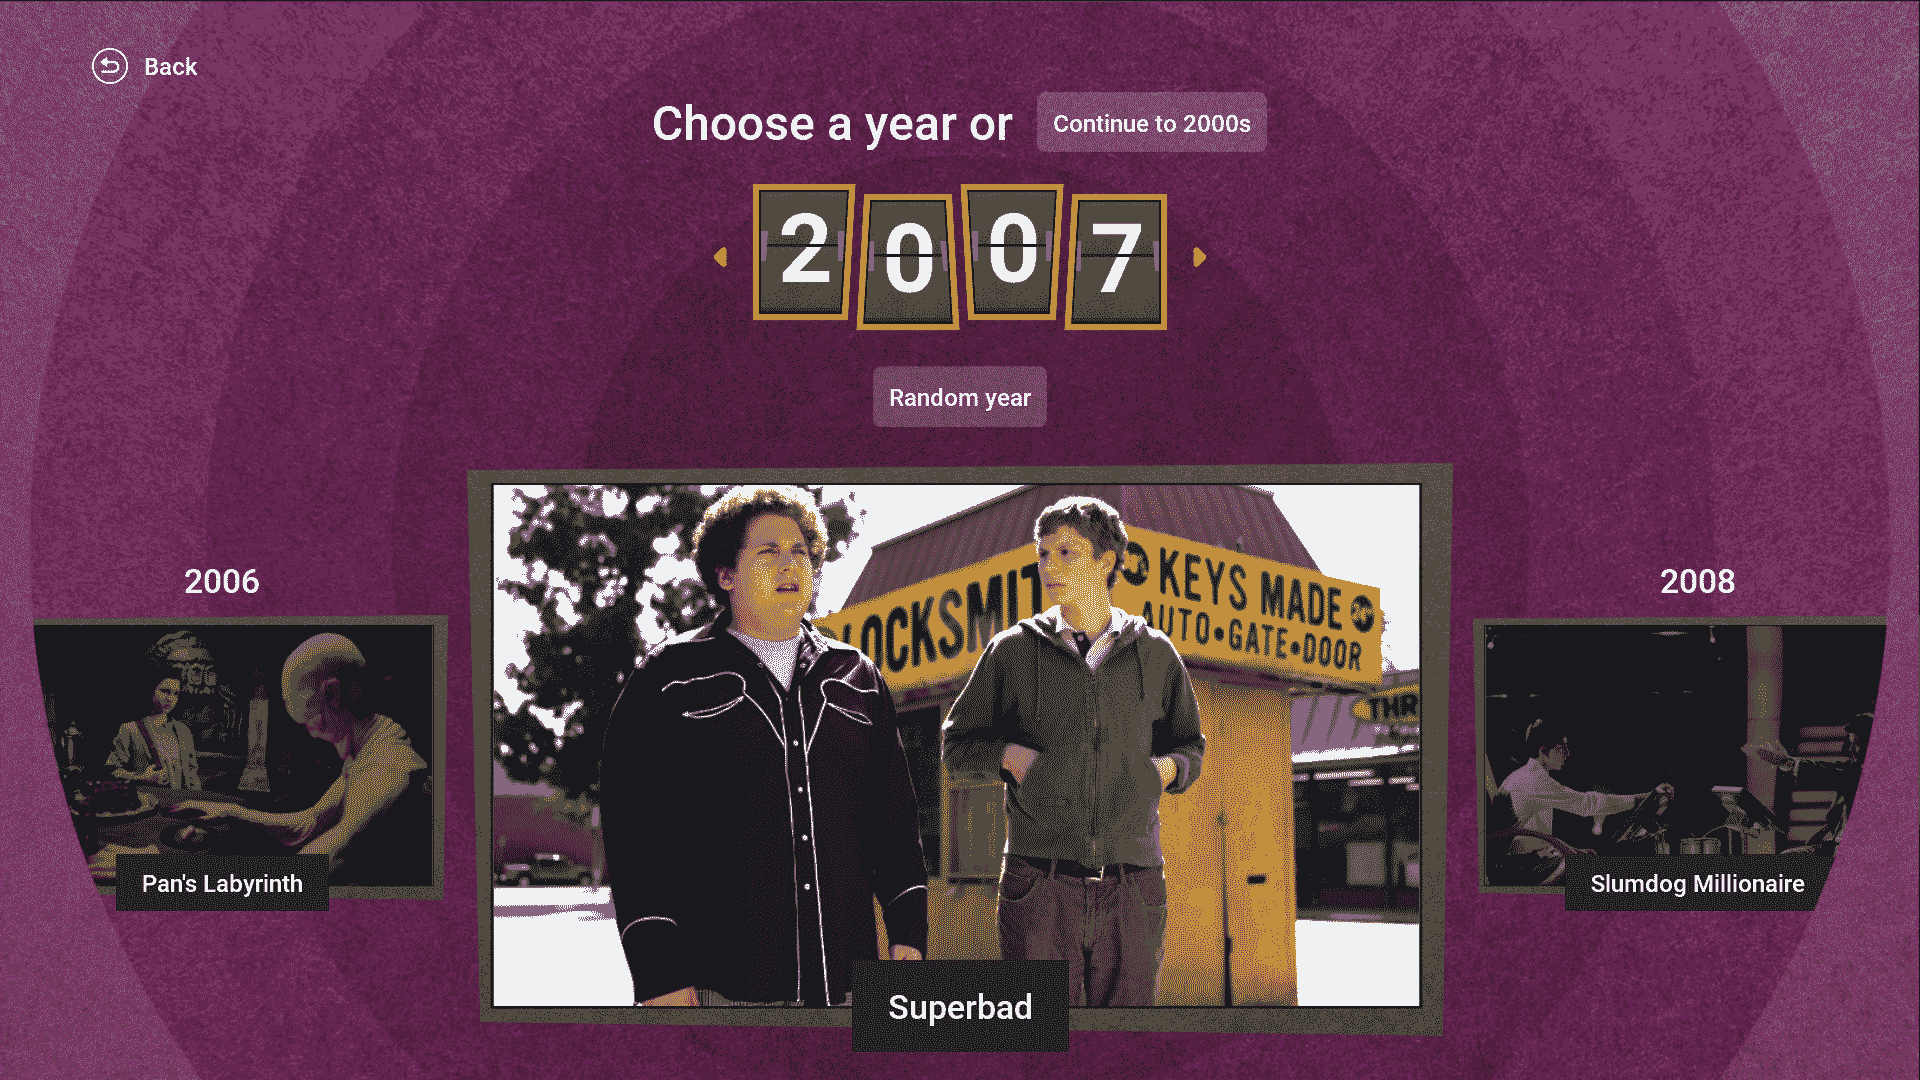 Back
Choose a year or
Continue to 2000s
2007
Random year
2006
2008
LOCKSMIT
KEYS MADE
AUTO•GATE•DOOR
THR
Pan's Labyrinth
Slumdog Millionaire
Superbad